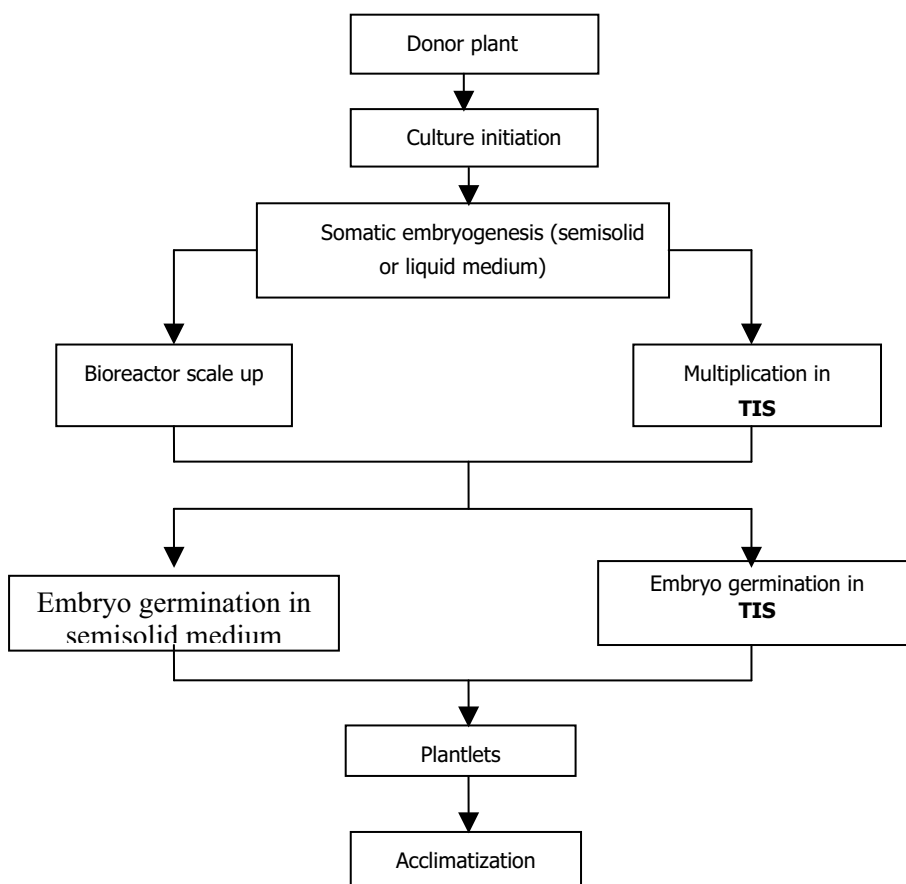 Donor plant
Culture initiation
Somatic embryogenesis (semisolid
or liquid medium)
Bioreactor scale up
Multiplication in
TIS
Embryo germination in
semisolid medium
Embryo germination in
TIS
Plantlets
Acclimatization